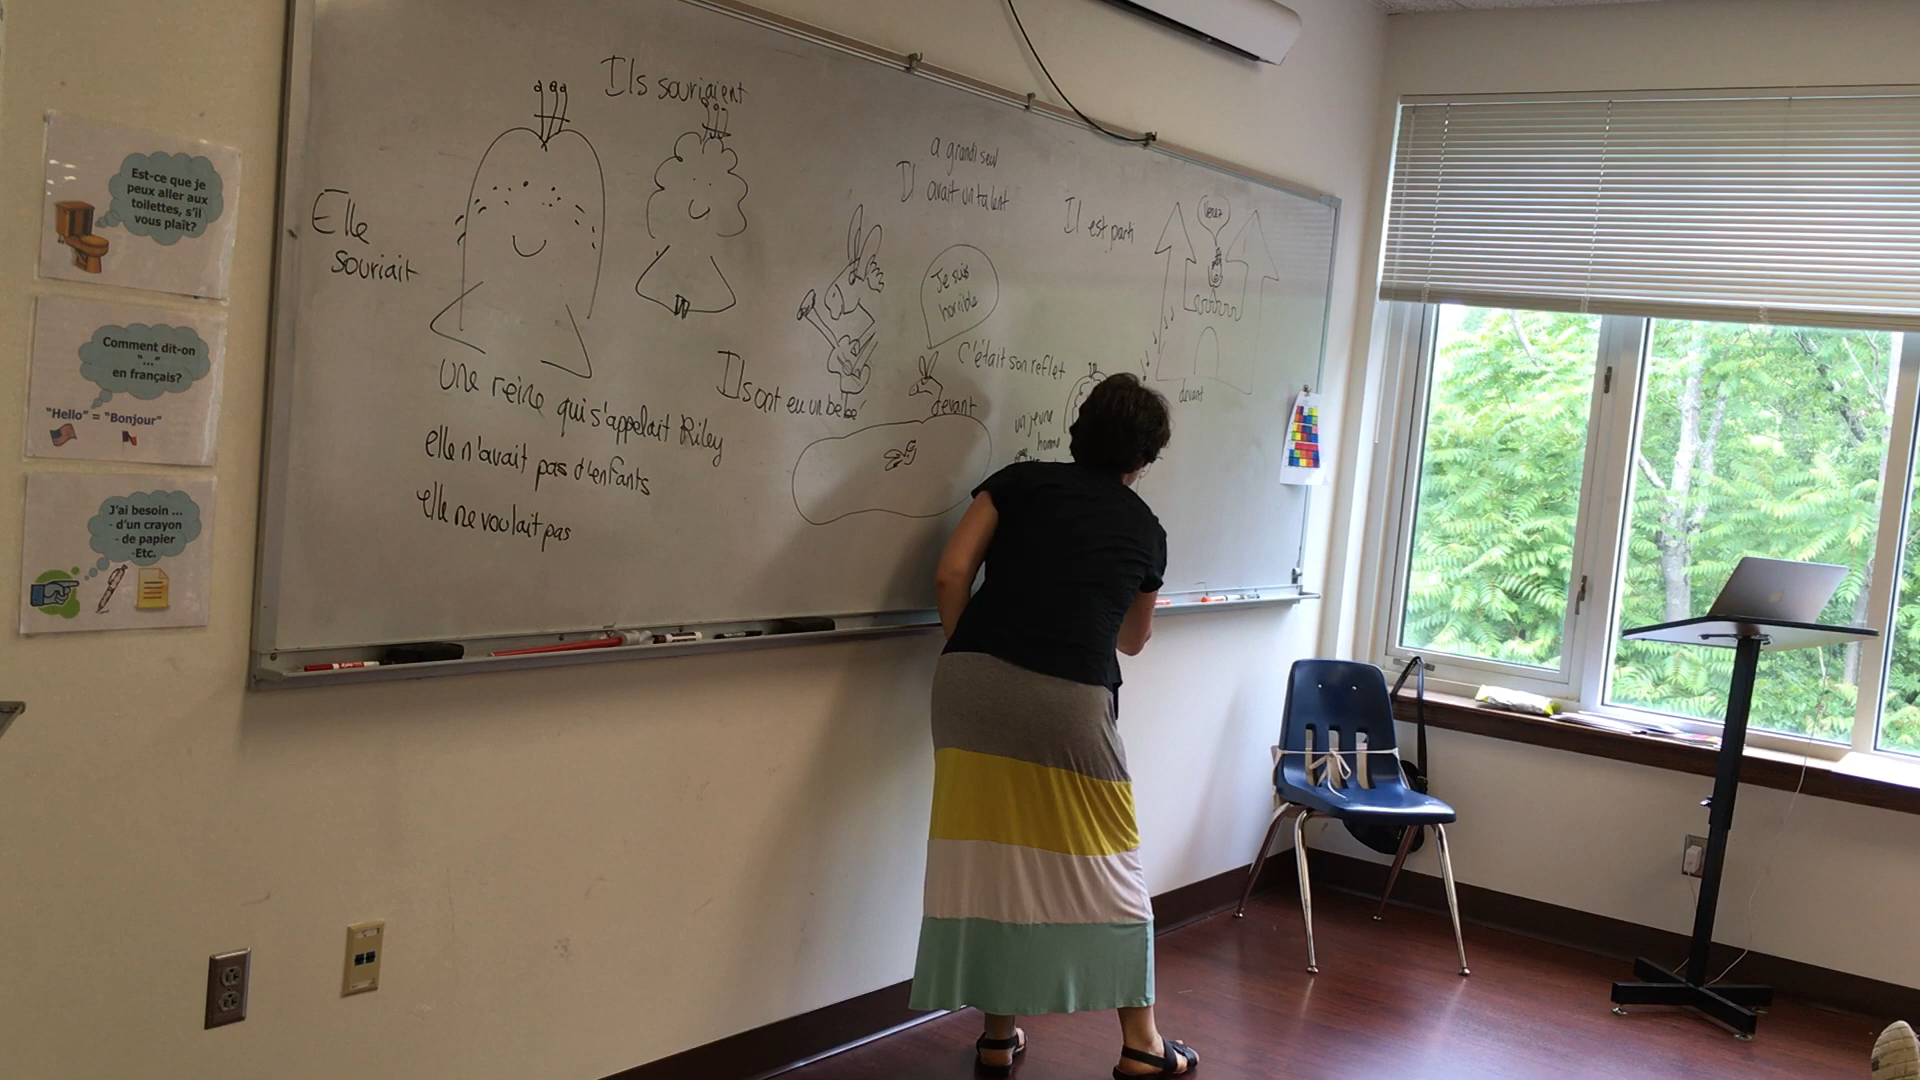 Est-ce que je
peux aller aux
toilettes, s'il
vous plaît?
Comment dit-on
"..."
en français?
"Hello" = "Bonjour"
J'ai besoin ...
- d'un crayon
- de papier
-Etc.
Ils souriaient
Elle
souriait
une reine qui s'appelait Riley
elle n'avait pas d'enfants
elle ne voulait pas
a grandi seul
Il avait un talent
Je suis
horrible
Ils ont eu un bébé
devant
C'était son reflet
un jeune
homme
Il est parti
Venez
devant